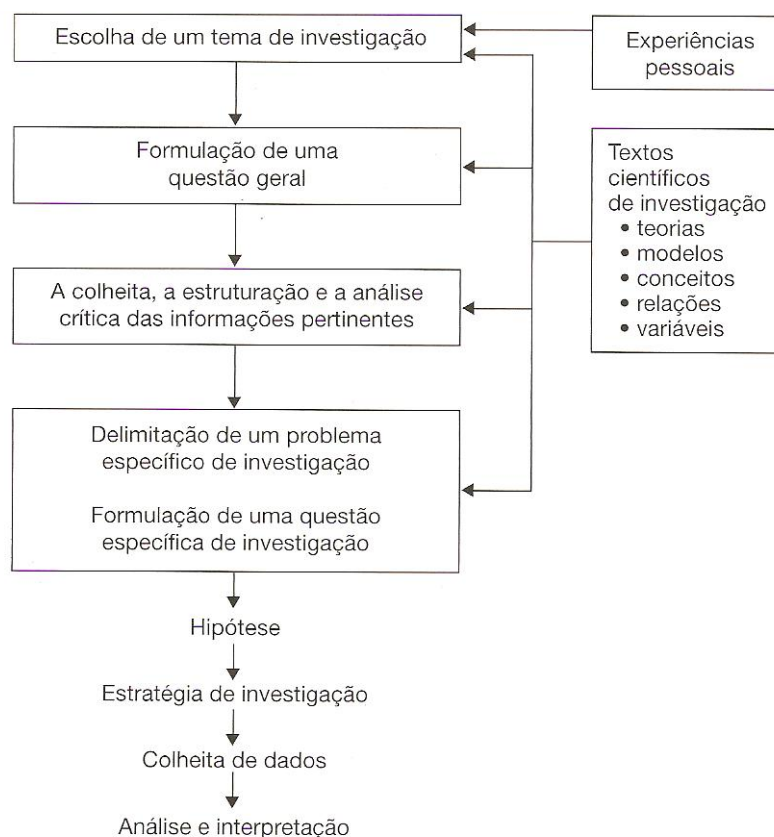 Escolha de um tema de investigação
Experiências
pessoais
Formulação de uma
questão geral
Textos
científicos
de investigação
• teorias
• modelos
• conceitos
• relações
• variáveis
A colheita, a estruturação e a análise
crítica das informações pertinentes
Delimitação de um problema
específico de investigação
Formulação de uma questão
específica de investigação
Hipótese
Estratégia de investigação
Colheita de dados
Análise e interpretação